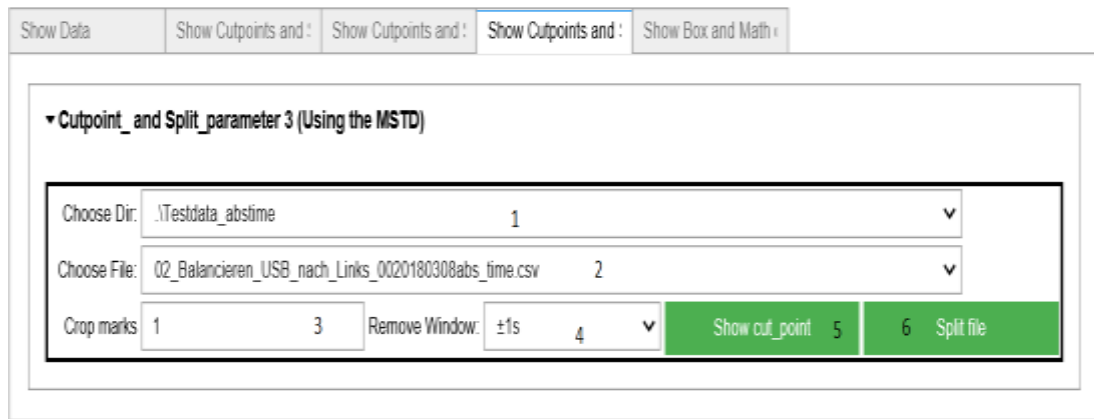 Show Data Show Cutpoints and S Show Cutpoints and S Show Cutpoints and S Show Box and Math
Cutpoint_ and Split_parameter 3 (Using the MSTD)
Choose Dir: .\Testdata_abstime 1
Choose File: 02_Balancieren_USB_nach_Links_0020180308abs_time.csv 2
Crop marks 1 3 Remove Window: ±1s 4 Show cut_point 5 6 Split file